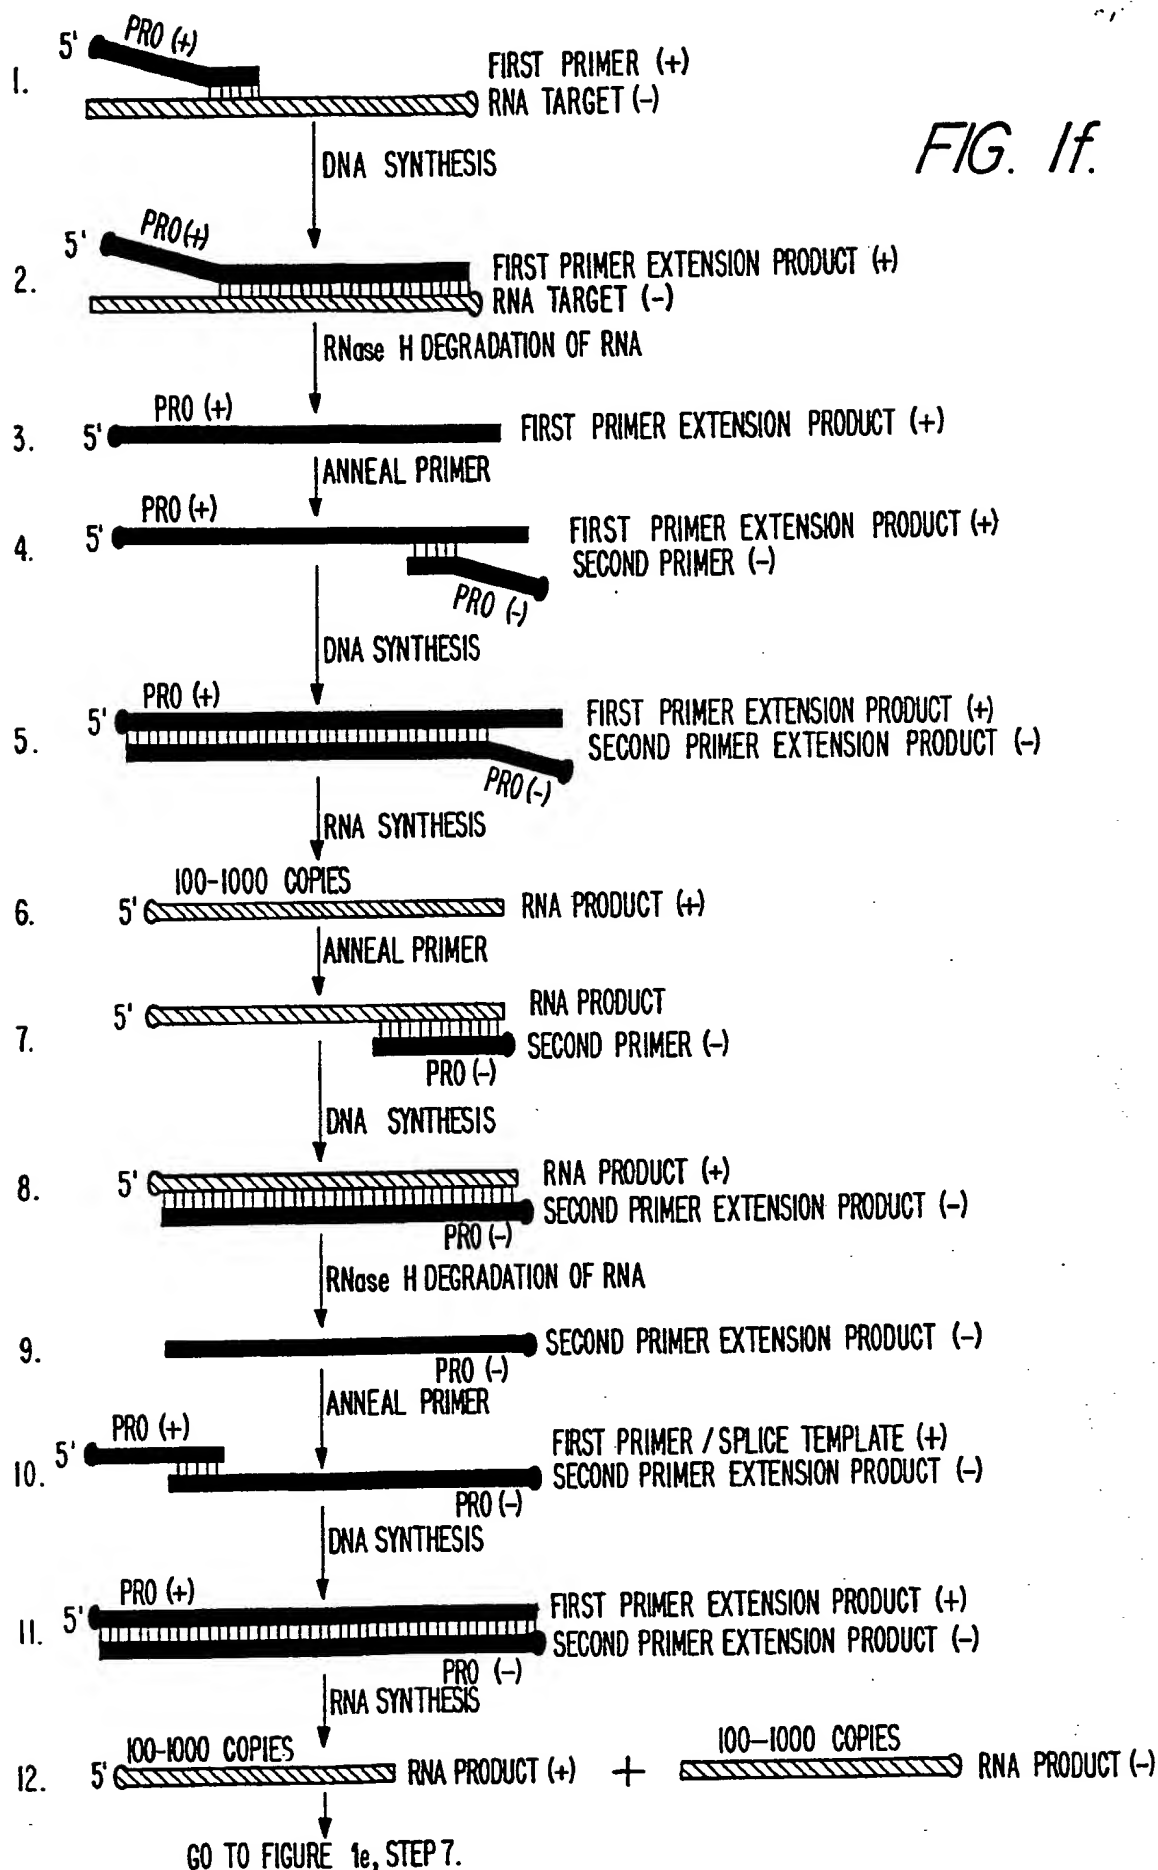 FIG. 1f.
5' PRO (+)
1.
FIRST PRIMER (+)
RNA TARGET (-)
DNA SYNTHESIS
5' PRO(+)
2.
FIRST PRIMER EXTENSION PRODUCT (+)
RNA TARGET (-)
RNase H DEGRADATION OF RNA
PRO (+)
3. 5' FIRST PRIMER EXTENSION PRODUCT (+)
ANNEAL PRIMER
PRO (+)
4. 5' FIRST PRIMER EXTENSION PRODUCT (+)
SECOND PRIMER (-)
PRO (-)
DNA SYNTHESIS
PRO (+)
5. 5' FIRST PRIMER EXTENSION PRODUCT (+)
SECOND PRIMER EXTENSION PRODUCT (-)
PRO (-)
RNA SYNTHESIS
100-1000 COPIES
6. 5' RNA PRODUCT (+)
ANNEAL PRIMER
5' RNA PRODUCT
7. SECOND PRIMER (-)
PRO (-)
DNA SYNTHESIS
8. 5' RNA PRODUCT (+)
SECOND PRIMER EXTENSION PRODUCT (-)
PRO (-)
RNase H DEGRADATION OF RNA
9. SECOND PRIMER EXTENSION PRODUCT (-)
PRO (-)
ANNEAL PRIMER
PRO (+)
5' FIRST PRIMER / SPLICE TEMPLATE (+)
10. SECOND PRIMER EXTENSION PRODUCT (-)
PRO (-)
DNA SYNTHESIS
PRO (+)
5' FIRST PRIMER EXTENSION PRODUCT (+)
11. SECOND PRIMER EXTENSION PRODUCT (-)
PRO (-)
RNA SYNTHESIS
100-1000 COPIES 100-1000 COPIES
12. 5' RNA PRODUCT (+) + RNA PRODUCT (-)
GO TO FIGURE 1e, STEP 7.